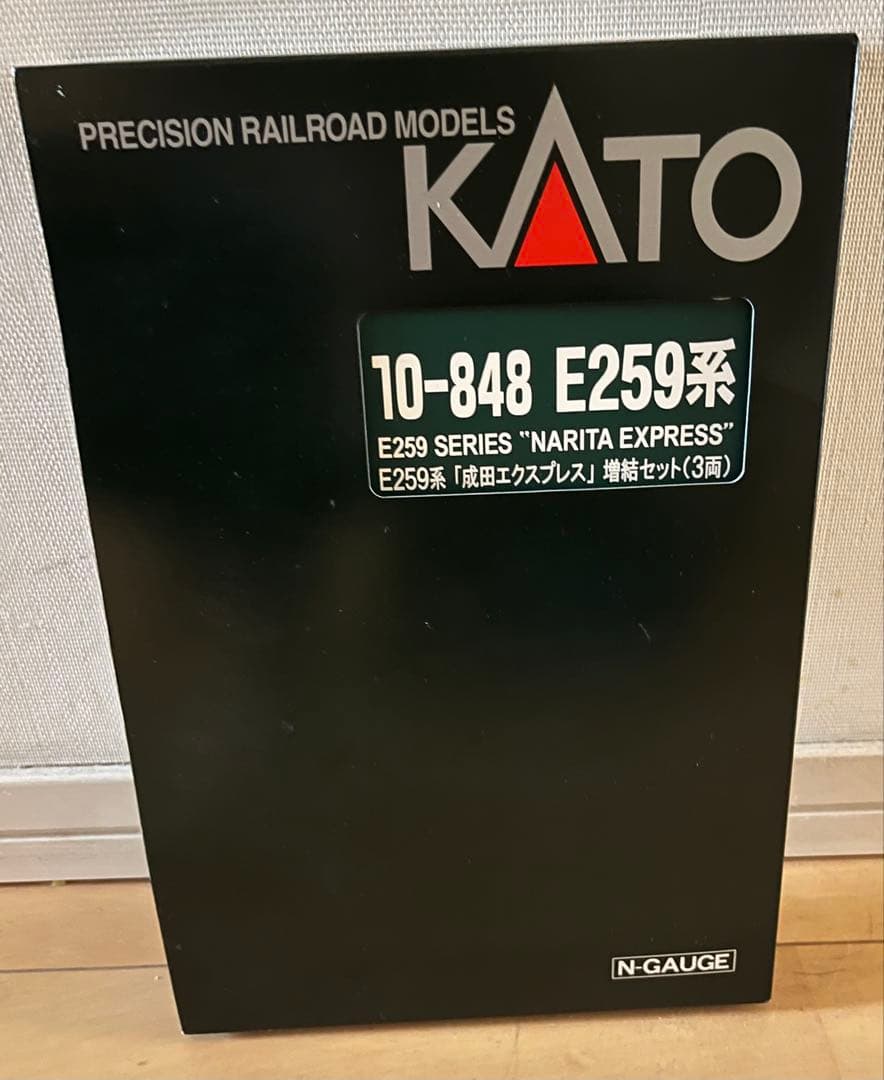 PRECISION RAILROAD MODELS
KATO
10-848 E259系
E259 SERIES “NARITA EXPRESS”
E259系「成田エクスプレス」増結セット(3両)
N-GAUGE